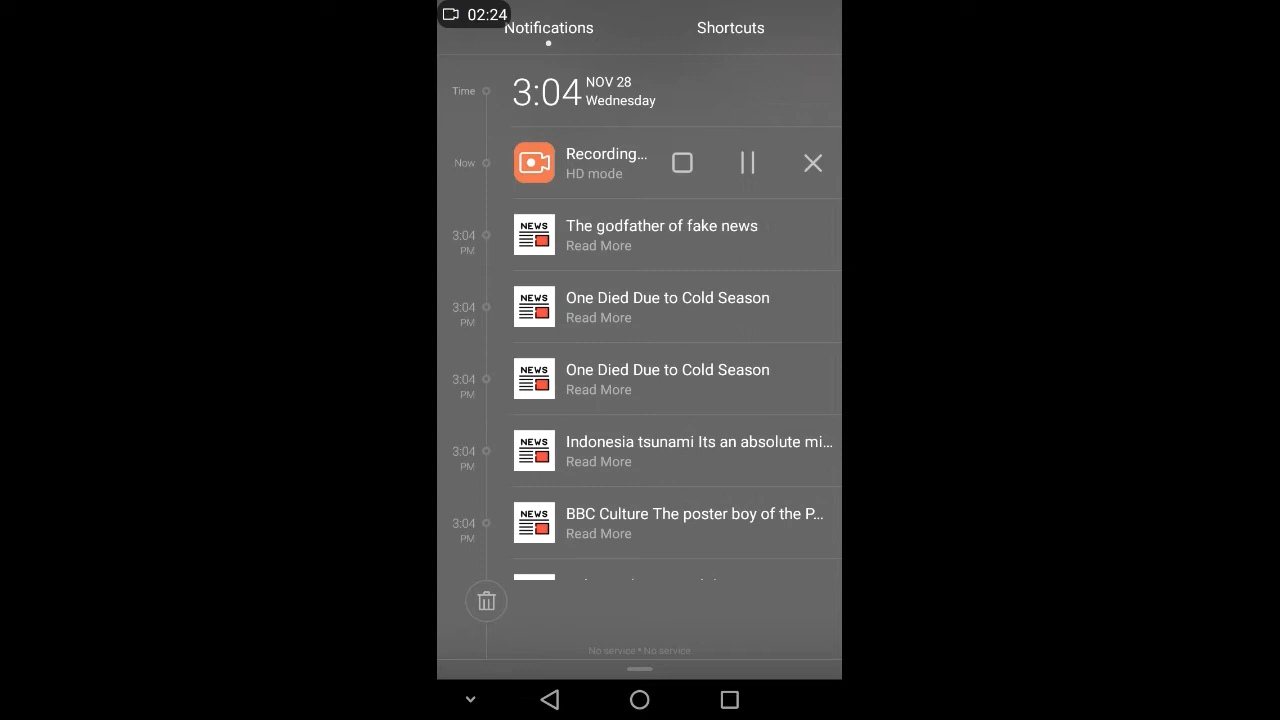 02:24
Notifications
Shortcuts
Time
3:04
NOV 28
Wednesday
Now
Recording...
HD mode
3:04 PM
NEWS
The godfather of fake news
Read More
3:04 PM
NEWS
One Died Due to Cold Season
Read More
3:04 PM
NEWS
One Died Due to Cold Season
Read More
3:04 PM
NEWS
Indonesia tsunami Its an absolute mi...
Read More
3:04 PM
NEWS
BBC Culture The poster boy of the P...
Read More
No service • No service